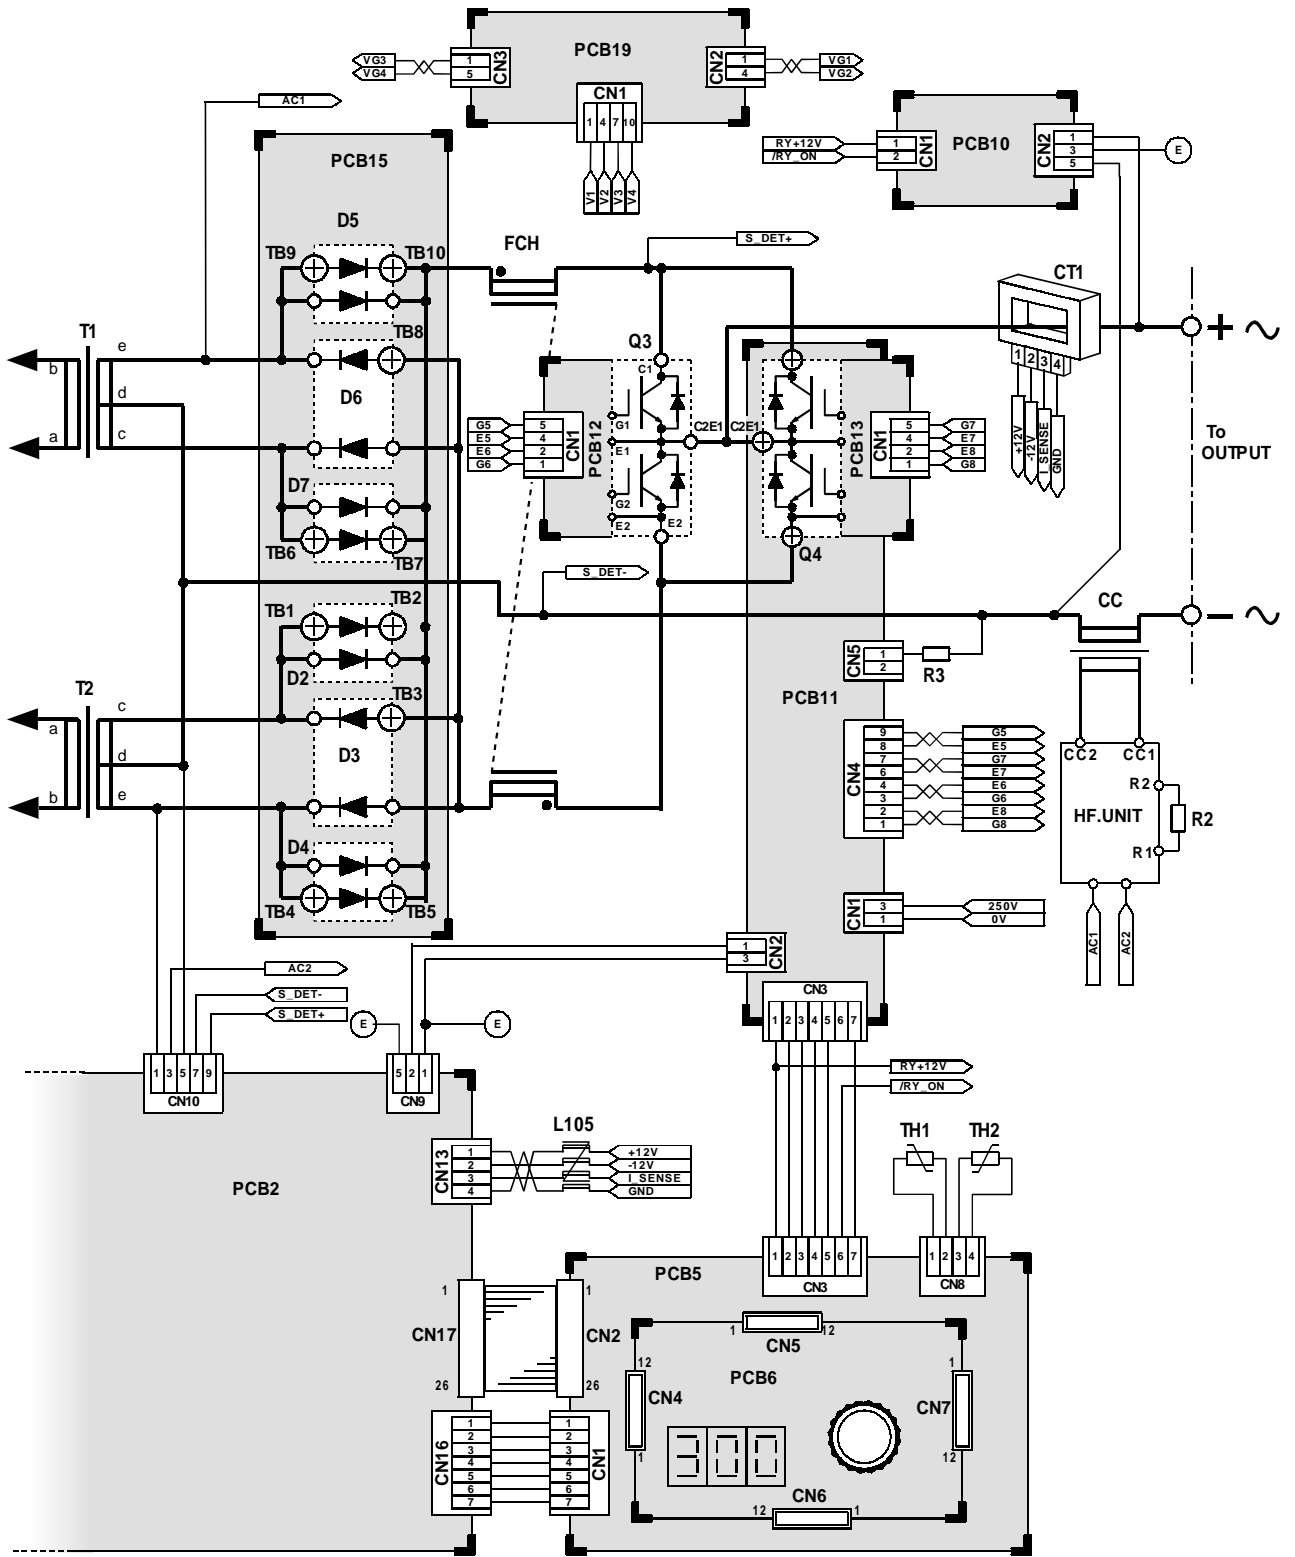 PCB19
VG3
VG4
1
5
CN3
CN2
1
4
VG1
VG2
CN1
1 4 7 10
V1 V2 V3 V4
AC1
PCB15
RY+12V
/RY_ON
1
2
CN1
PCB10
CN2
1
3
5
E
D5
TB9
TB10
FCH
S_DET+
CT1
1 2 3 4
+12V
-12V
I_SENSE
GND
+ ~
To
OUTPUT
T1
e
b
d
a
c
TB8
D6
D7
TB6
TB7
Q3
C1
G1
E1
G2
E2
E2
G5
E5
E6
G6
5
4
2
1
CN1
PCB12
C2E1
C2E1
PCB13
CN1
5
4
2
1
G7
E7
E8
G8
Q4
S_DET-
TB1
TB2
D2
CC
− ~
CN5
1
2
R3
PCB11
T2
c
a
d
b
e
TB3
D3
D4
TB4
TB5
CN4
9
8
7
6
4
3
2
1
G5
E5
G7
E7
E6
G6
E8
G8
CC2
CC1
R2
HF.UNIT
R2
R1
AC1
AC2
CN1
3
1
250V
0V
1
3
CN2
AC2
S_DET-
S_DET+
E
E
CN3
1 2 3 4 5 6 7
1 3 5 7 9
CN10
5 2 1
CN9
RY+12V
/RY_ON
L105
TH1
TH2
PCB2
CN13
1
2
3
4
+12V
-12V
I_SENSE
GND
PCB5
1 2 3 4 5 6 7
CN3
1 2 3 4
CN8
1
CN17
26
1
CN2
26
CN16
1
2
3
4
5
6
7
1
2
3
4
5
6
7
CN1
1
12
CN5
12
CN4
1
PCB6
1
CN7
12
300
CN6
12
1